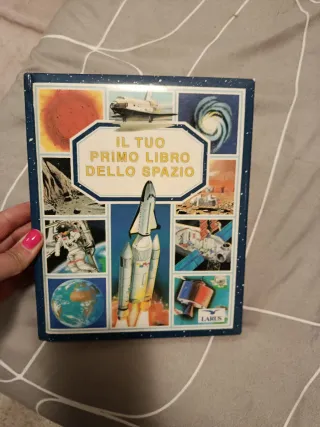 IL TUO
PRIMO LIBRO
DELLO SPAZIO
LARUS